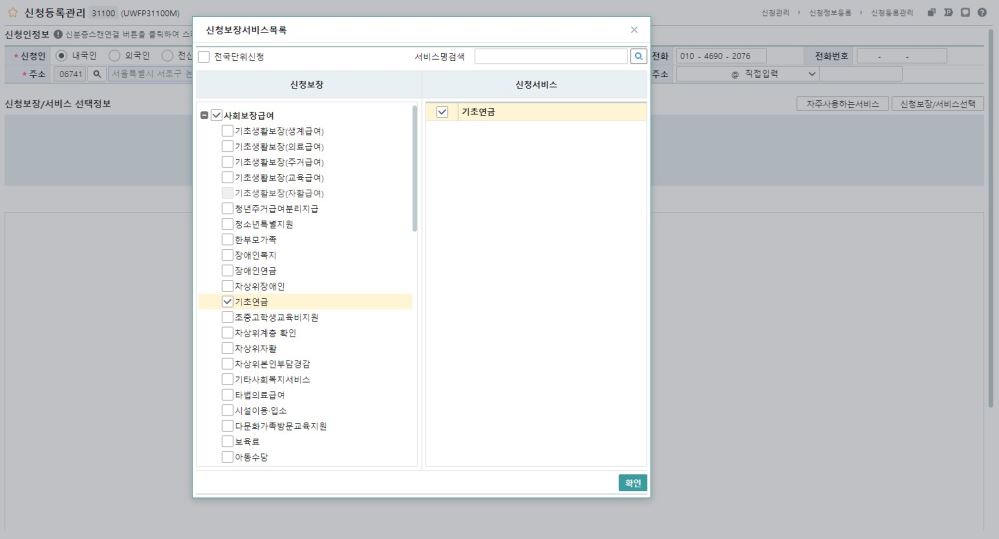 신청등록관리 31100 (UWFP31100M)
신청관리 › 신청정보등록 › 신청등록관리
신청인정보 신분증스캔연결 버튼을 클릭하여
* 신청인 내국인 외국인
전화 010 - 4690 - 2076 전화번호 - -
* 주소 06741 서울특별시 서초구
주소 @ 직접입력
신청보장/서비스 선택정보
자주사용하는서비스 신청보장/서비스선택
신청보장서비스목록
전국단위신청 서비스명검색
신청보장 신청서비스
사회보장급여
기초생활보장(생계급여)
기초생활보장(의료급여)
기초생활보장(주거급여)
기초생활보장(교육급여)
기초생활보장(자활급여)
청년주거급여분리지급
청소년특별지원
한부모가족
장애인복지
장애인연금
차상위장애인
기초연금
초중고학생교육비지원
차상위계층 확인
차상위자활
차상위본인부담경감
기타사회복지서비스
타법의료급여
시설이용·입소
다문화가족방문교육지원
보육료
아동수당
기초연금
확인